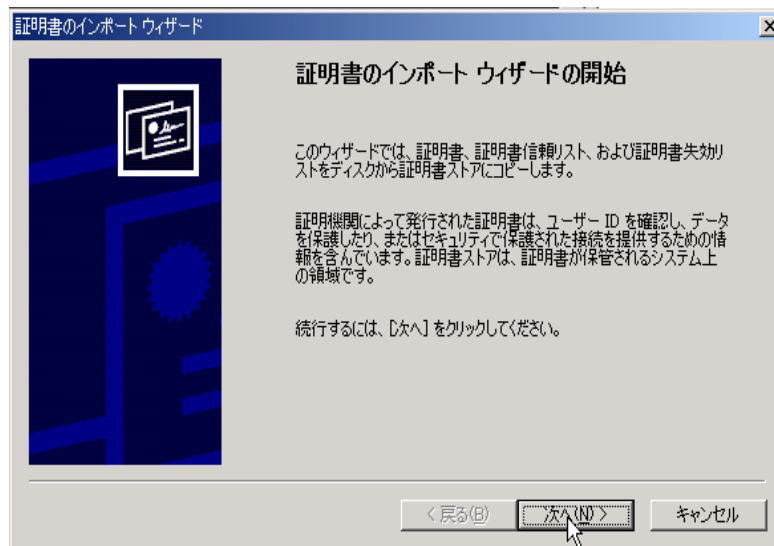 証明書のインポート ウィザード
証明書のインポート ウィザードの開始
このウィザードでは、証明書、証明書信頼リスト、および証明書失効リ
ストをディスクから証明書ストアにコピーします。
証明機関によって発行された証明書は、ユーザー ID を確認し、データ
を保護したり、またはセキュリティで保護された接続を提供するための情
報を含んでいます。証明書ストアは、証明書が保管されるシステム上
の領域です。
続行するには、[次へ] をクリックしてください。
< 戻る(B)
次へ(N) >
キャンセル